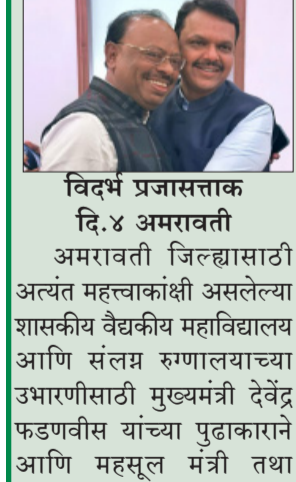 विदर्भ प्रजासत्ताक
दि.४ अमरावती
अमरावती जिल्ह्यासाठी
अत्यंत महत्त्वाकांक्षी असलेल्या
शासकीय वैद्यकीय महाविद्यालय
आणि संलग्न रुग्णालयाच्या
उभारणीसाठी मुख्यमंत्री देवेंद्र
फडणवीस यांच्या पुढाकाराने
आणि महसूल मंत्री तथा